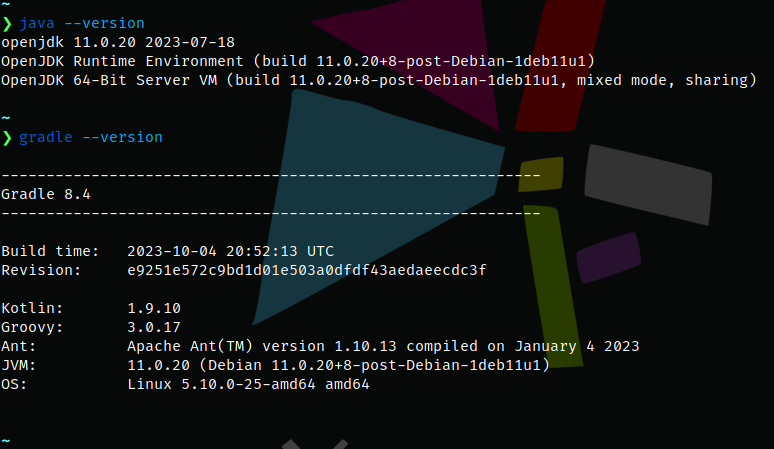 ~
❯ java --version
openjdk 11.0.20 2023-07-18
OpenJDK Runtime Environment (build 11.0.20+8-post-Debian-1deb11u1)
OpenJDK 64-Bit Server VM (build 11.0.20+8-post-Debian-1deb11u1, mixed mode, sharing)
~
❯ gradle --version
------------------------------------------------------------
Gradle 8.4
------------------------------------------------------------
Build time:   2023-10-04 20:52:13 UTC
Revision:     e9251e572c9bd1d01e503a0dfdf43aedaeecdc3f
Kotlin:       1.9.10
Groovy:       3.0.17
Ant:          Apache Ant(TM) version 1.10.13 compiled on January 4 2023
JVM:          11.0.20 (Debian 11.0.20+8-post-Debian-1deb11u1)
OS:           Linux 5.10.0-25-amd64 amd64
~